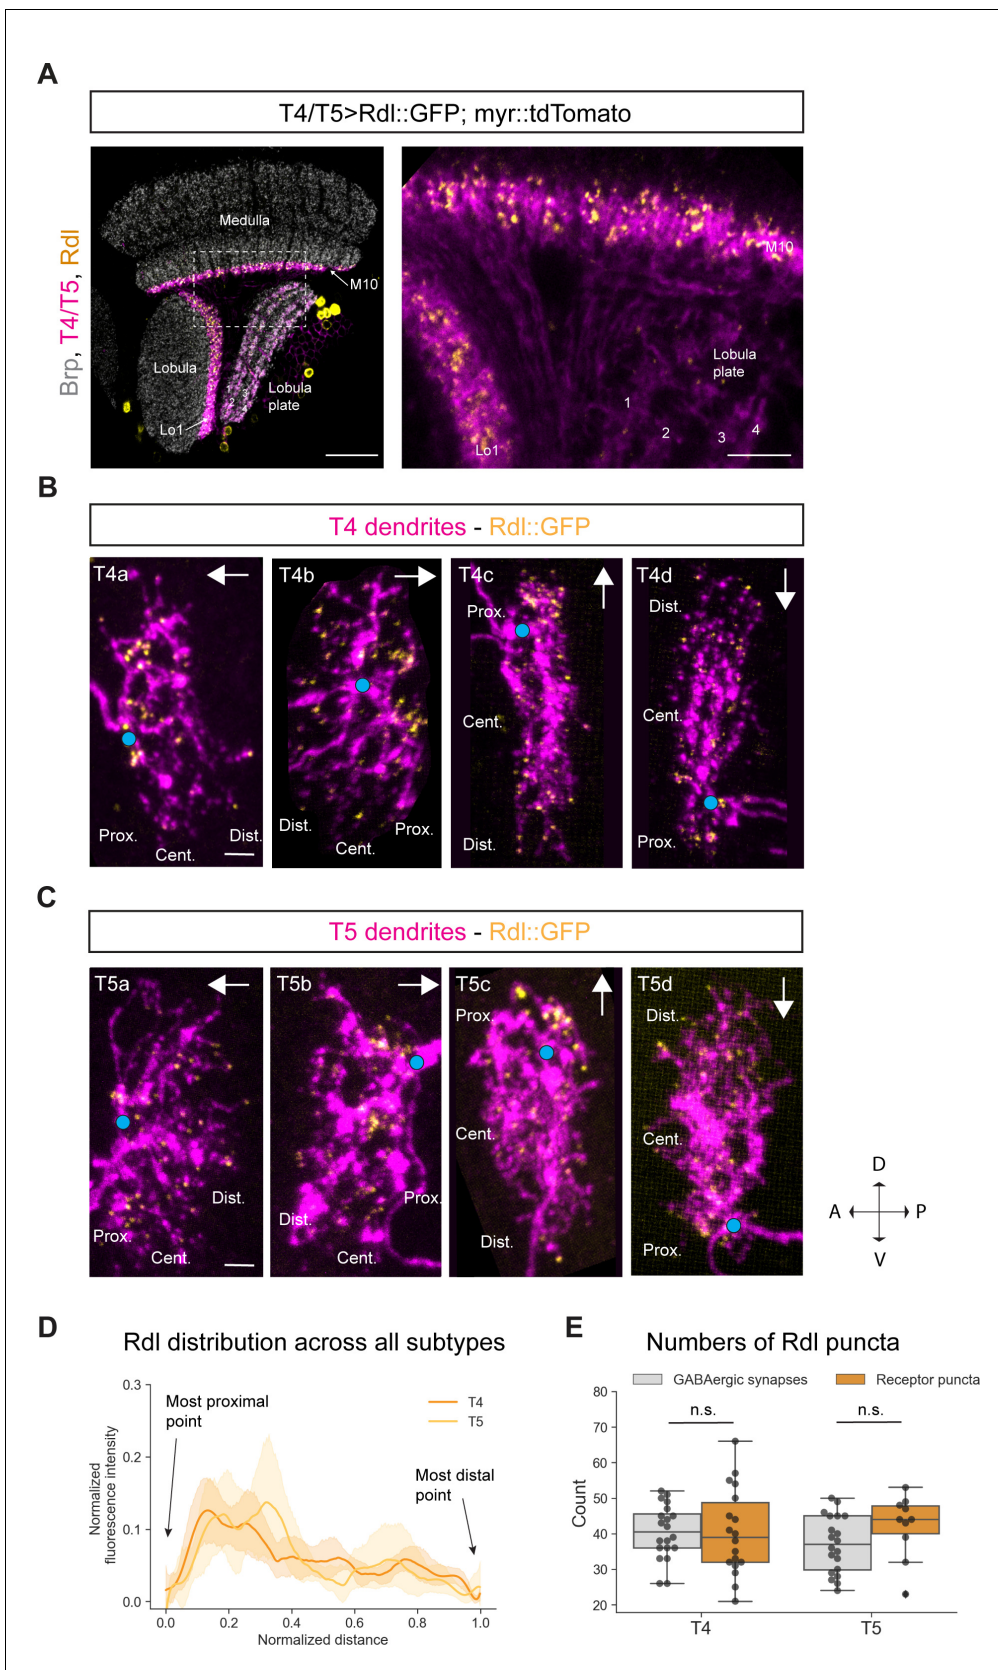 A
T4/T5>Rdl::GFP; myr::tdTomato
Brp, T4/T5, Rdl
Medulla
M10
Lobula
Lobula
plate
Lo1
1
2
3
4
M10
Lobula
plate
1
2
3
4
Lo1
B
T4 dendrites - Rdl::GFP
T4a
Prox.
Cent.
Dist.
T4b
Dist.
Cent.
Prox.
T4c
Prox.
Cent.
Dist.
T4d
Dist.
Cent.
Prox.
C
T5 dendrites - Rdl::GFP
T5a
Dist.
Prox.
Cent.
T5b
Prox.
Dist.
Cent.
T5c
Prox.
Cent.
Dist.
T5d
Dist.
Cent.
Prox.
D
A P
V
D
Rdl distribution across all subtypes
Normalized
fluorescence intensity
0.3
0.2
0.1
0.0
Most proximal
point
T4
T5
Most distal
point
0.0 0.2 0.4 0.6 0.8 1.0
Normalized distance
E
Numbers of Rdl puncta
GABAergic synapses Receptor puncta
Count
80
70
60
50
40
30
20
n.s. n.s.
T4 T5